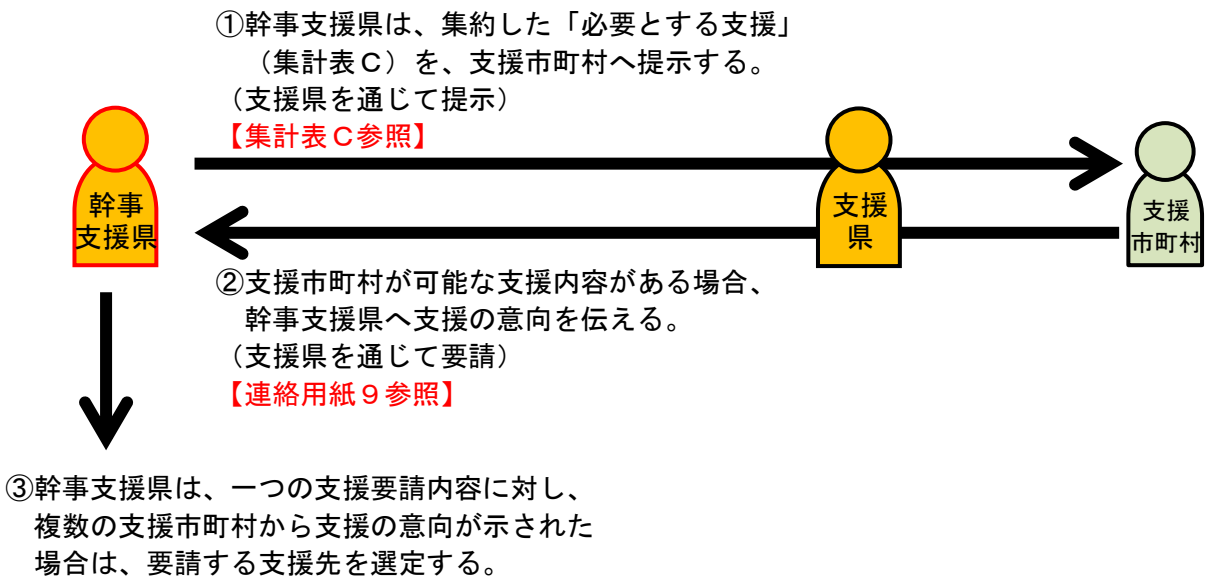 ①幹事支援県は、集約した「必要とする支援」
（集計表Ｃ）を、支援市町村へ提示する。
（支援県を通じて提示）
【集計表Ｃ参照】
幹事
支援県
支援
県
支援
市町村
②支援市町村が可能な支援内容がある場合、
幹事支援県へ支援の意向を伝える。
（支援県を通じて要請）
【連絡用紙９参照】
③幹事支援県は、一つの支援要請内容に対し、
複数の支援市町村から支援の意向が示された
場合は、要請する支援先を選定する。